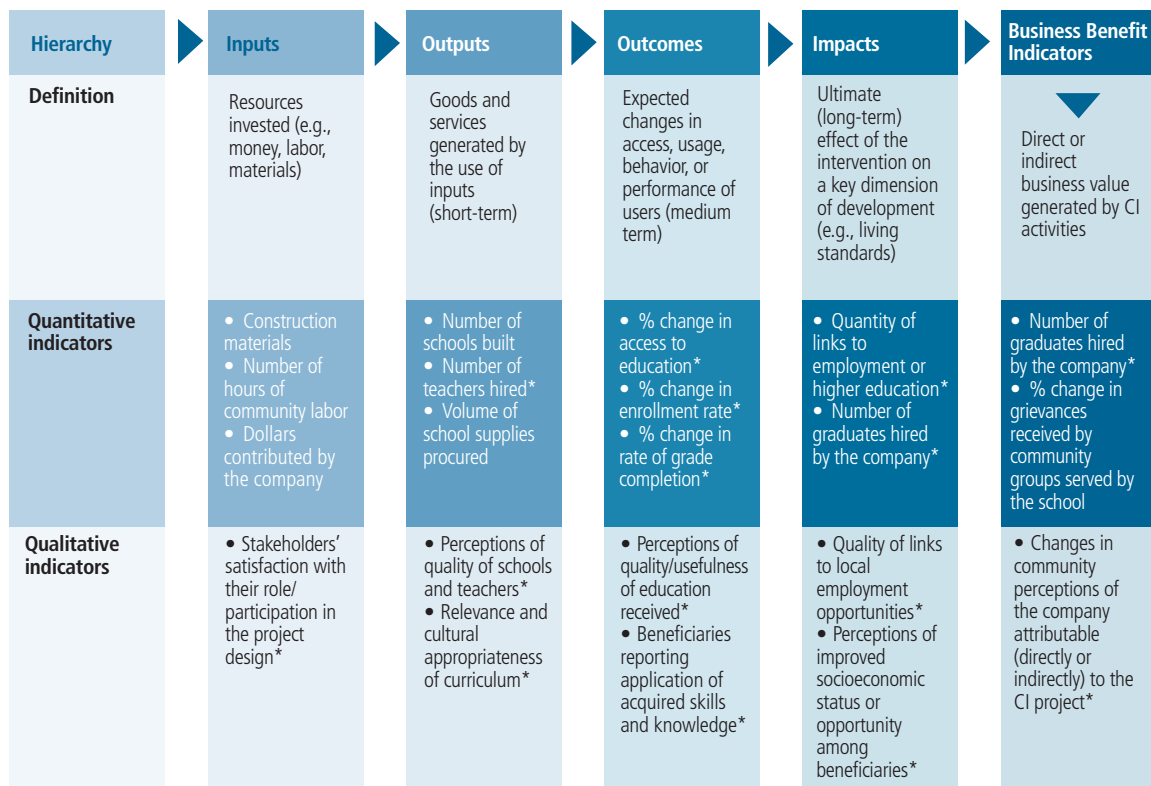 Hierarchy
Inputs
Outputs
Outcomes
Impacts
Business Benefit
Indicators
Definition
Resources
invested (e.g.,
money, labor,
materials)
Goods and
services
generated by
the use of
inputs
(short-term)
Expected
changes in
access, usage,
behavior, or
performance of
users (medium
term)
Ultimate
(long-term)
effect of the
intervention on
a key dimension
of development
(e.g., living
standards)
Direct or
indirect
business value
generated by CI
activities
Quantitative
indicators
• Construction
materials
• Number of
hours of
community labor
• Dollars
contributed by
the company
• Number of
schools built
• Number of
teachers hired*
• Volume of
school supplies
procured
• % change in
access to
education*
• % change in
enrollment rate*
• % change in
rate of grade
completion*
• Quantity of
links to
employment or
higher education*
• Number of
graduates hired
by the company*
• Number of
graduates hired
by the company*
• % change in
grievances
received by
community
groups served by
the school
Qualitative
indicators
• Stakeholders'
satisfaction with
their role/
participation in
the project
design*
• Perceptions of
quality of schools
and teachers*
• Relevance and
cultural
appropriateness
of curriculum*
• Perceptions of
quality/usefulness
of education
received*
• Beneficiaries
reporting
application of
acquired skills
and knowledge*
• Quality of links
to local
employment
opportunities*
• Perceptions of
improved
socioeconomic
status or
opportunity
among
beneficiaries*
• Changes in
community
perceptions of
the company
attributable
(directly or
indirectly) to the
CI project*